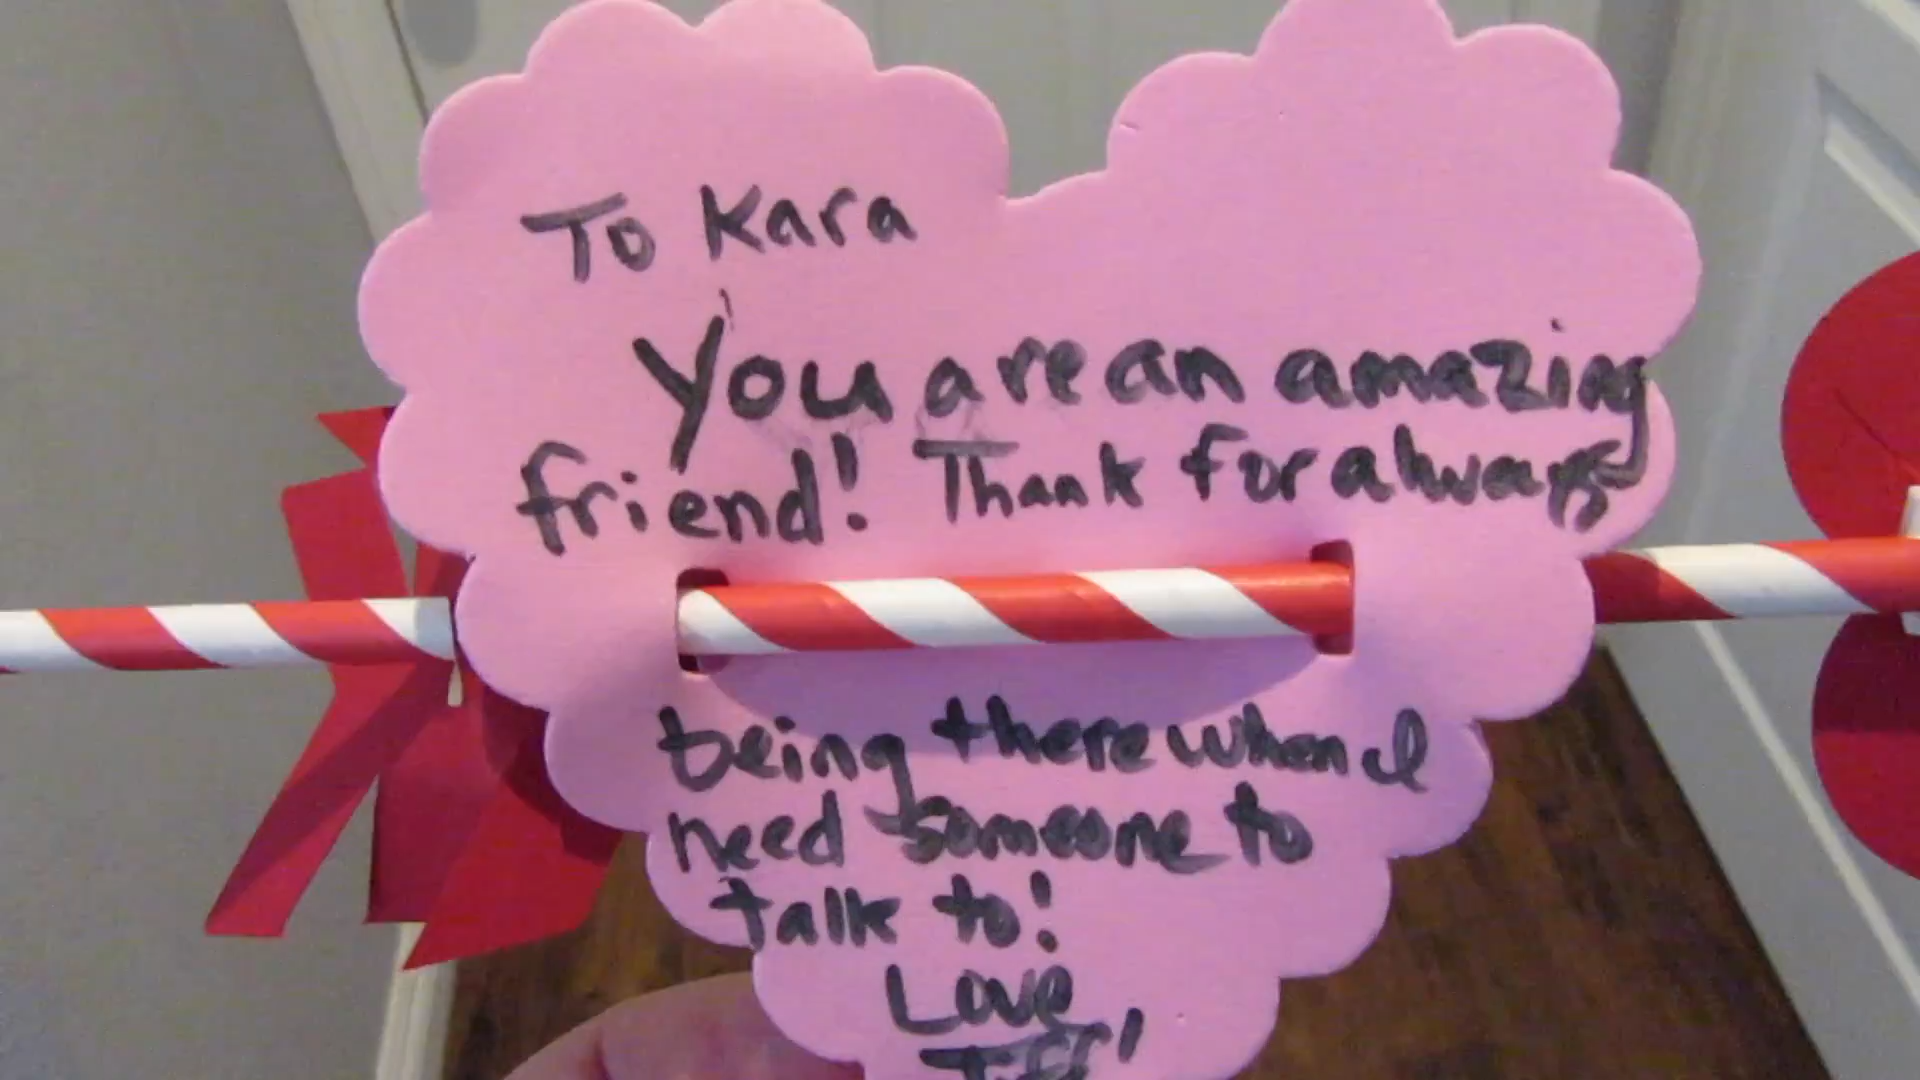 To Kara
You are an amazing
friend! Thank for always
being there when I
need someone to
talk to!
Love